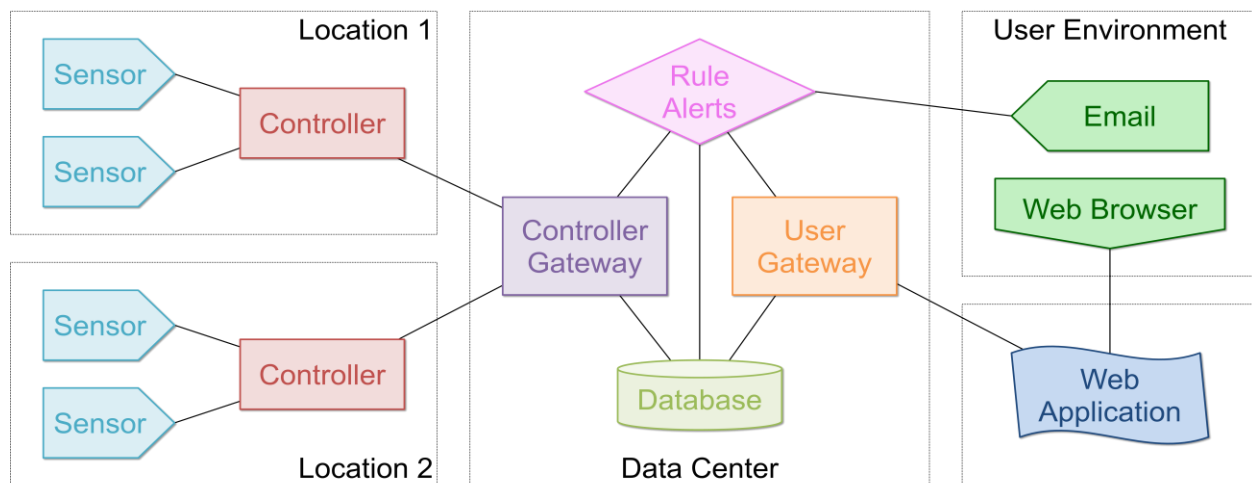 Location 1
Sensor
Sensor
Controller
Sensor
Sensor
Controller
Location 2
Rule
Alerts
Controller
Gateway
User
Gateway
Database
Data Center
User Environment
Email
Web Browser
Web
Application